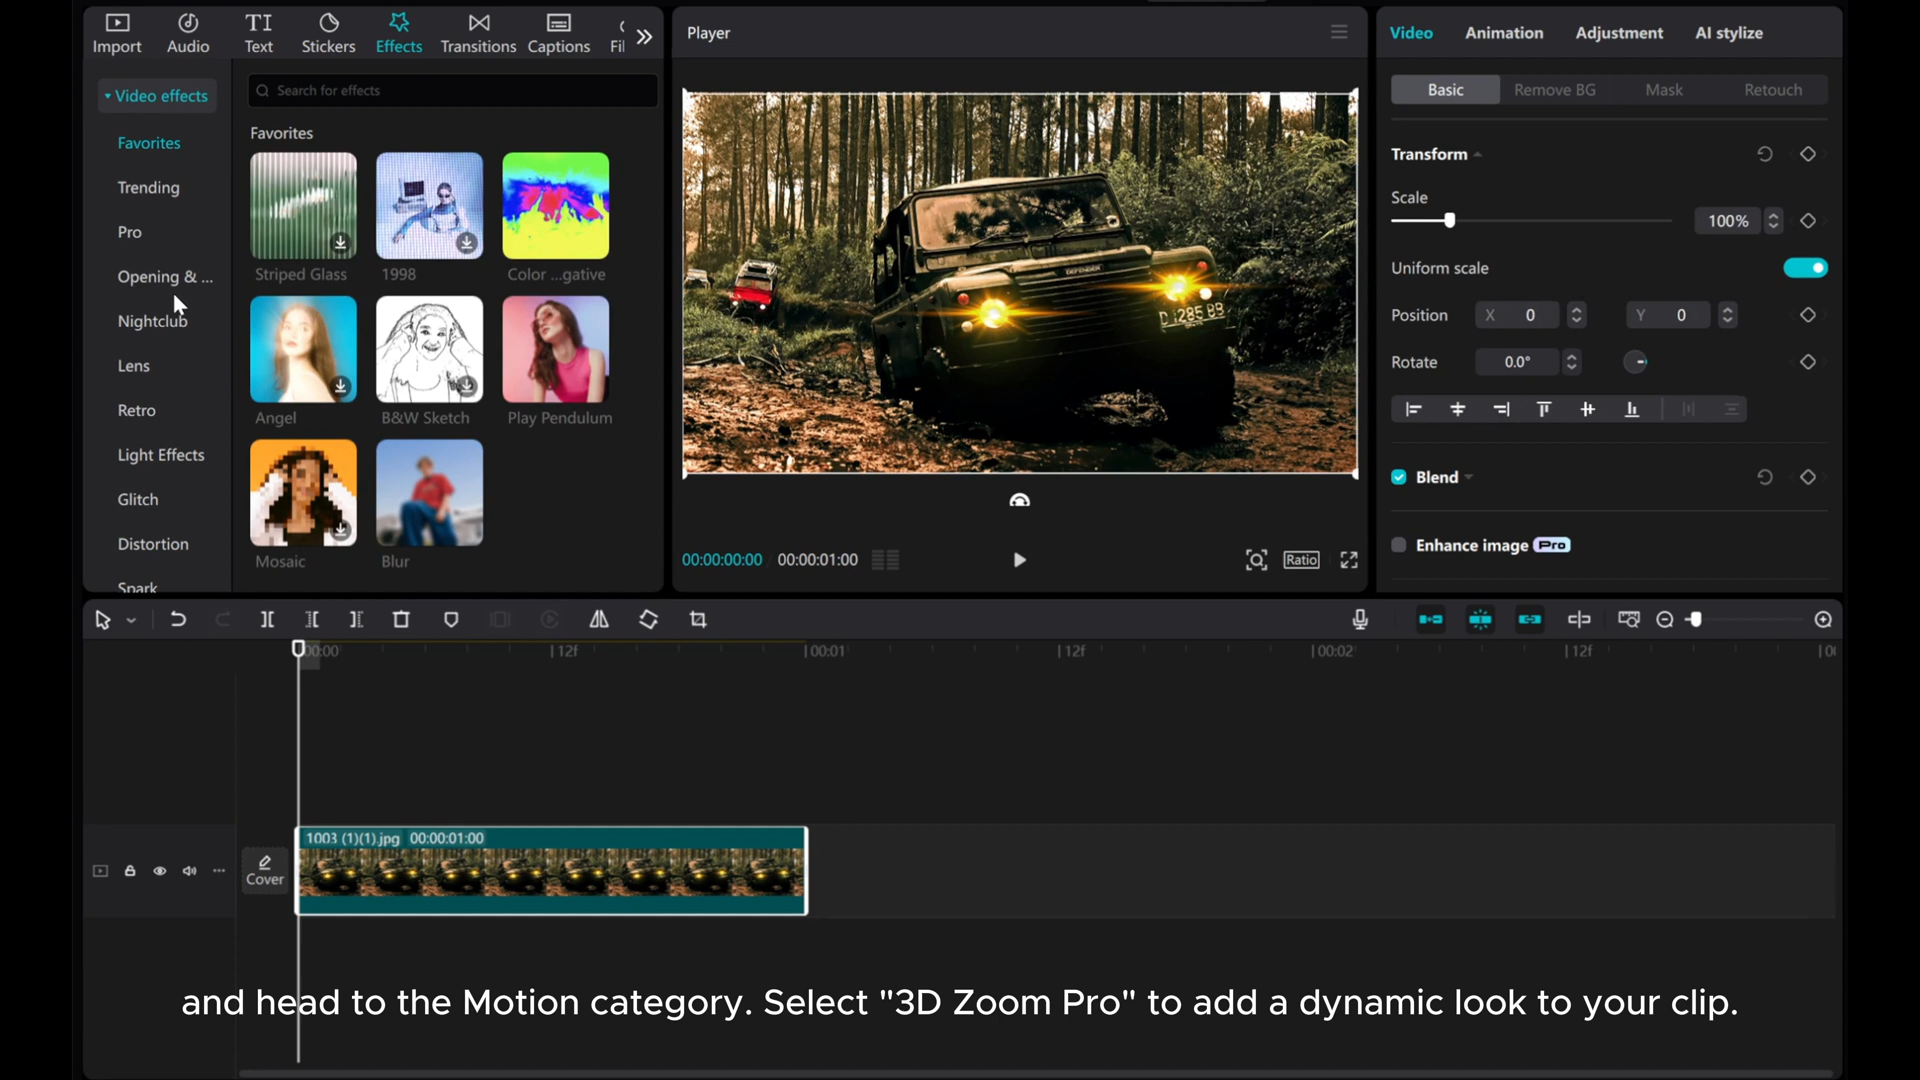 Import
Audio
Text
Stickers
Effects
Transitions
Captions
Fil
Video effects
Favorites
Trending
Pro
Opening & ...
Nightclub
Lens
Retro
Light Effects
Glitch
Distortion
Spark
Search for effects
Favorites
Striped Glass
1998
Color ...gative
Angel
B&W Sketch
Play Pendulum
Mosaic
Blur
Player
DEFENDER
D 1285 BB
00:00:00:00
00:00:01:00
Ratio
Video
Animation
Adjustment
AI stylize
Basic
Remove BG
Mask
Retouch
Transform
Scale
100%
Uniform scale
Position
X 0
Y 0
Rotate
0.0°
Blend
Enhance image Pro
00:00
12f
00:01
12f
00:02
12f
Cover
1003 (1)(1).jpg 00:00:01:00
and head to the Motion category. Select "3D Zoom Pro" to add a dynamic look to your clip.